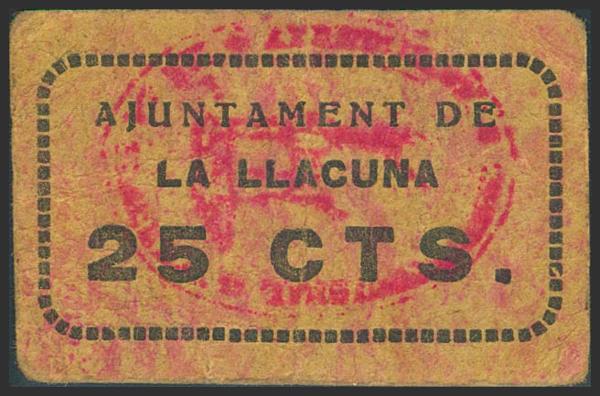 AJUNTAMENT DE
LA LLACUNA
25 CTS.